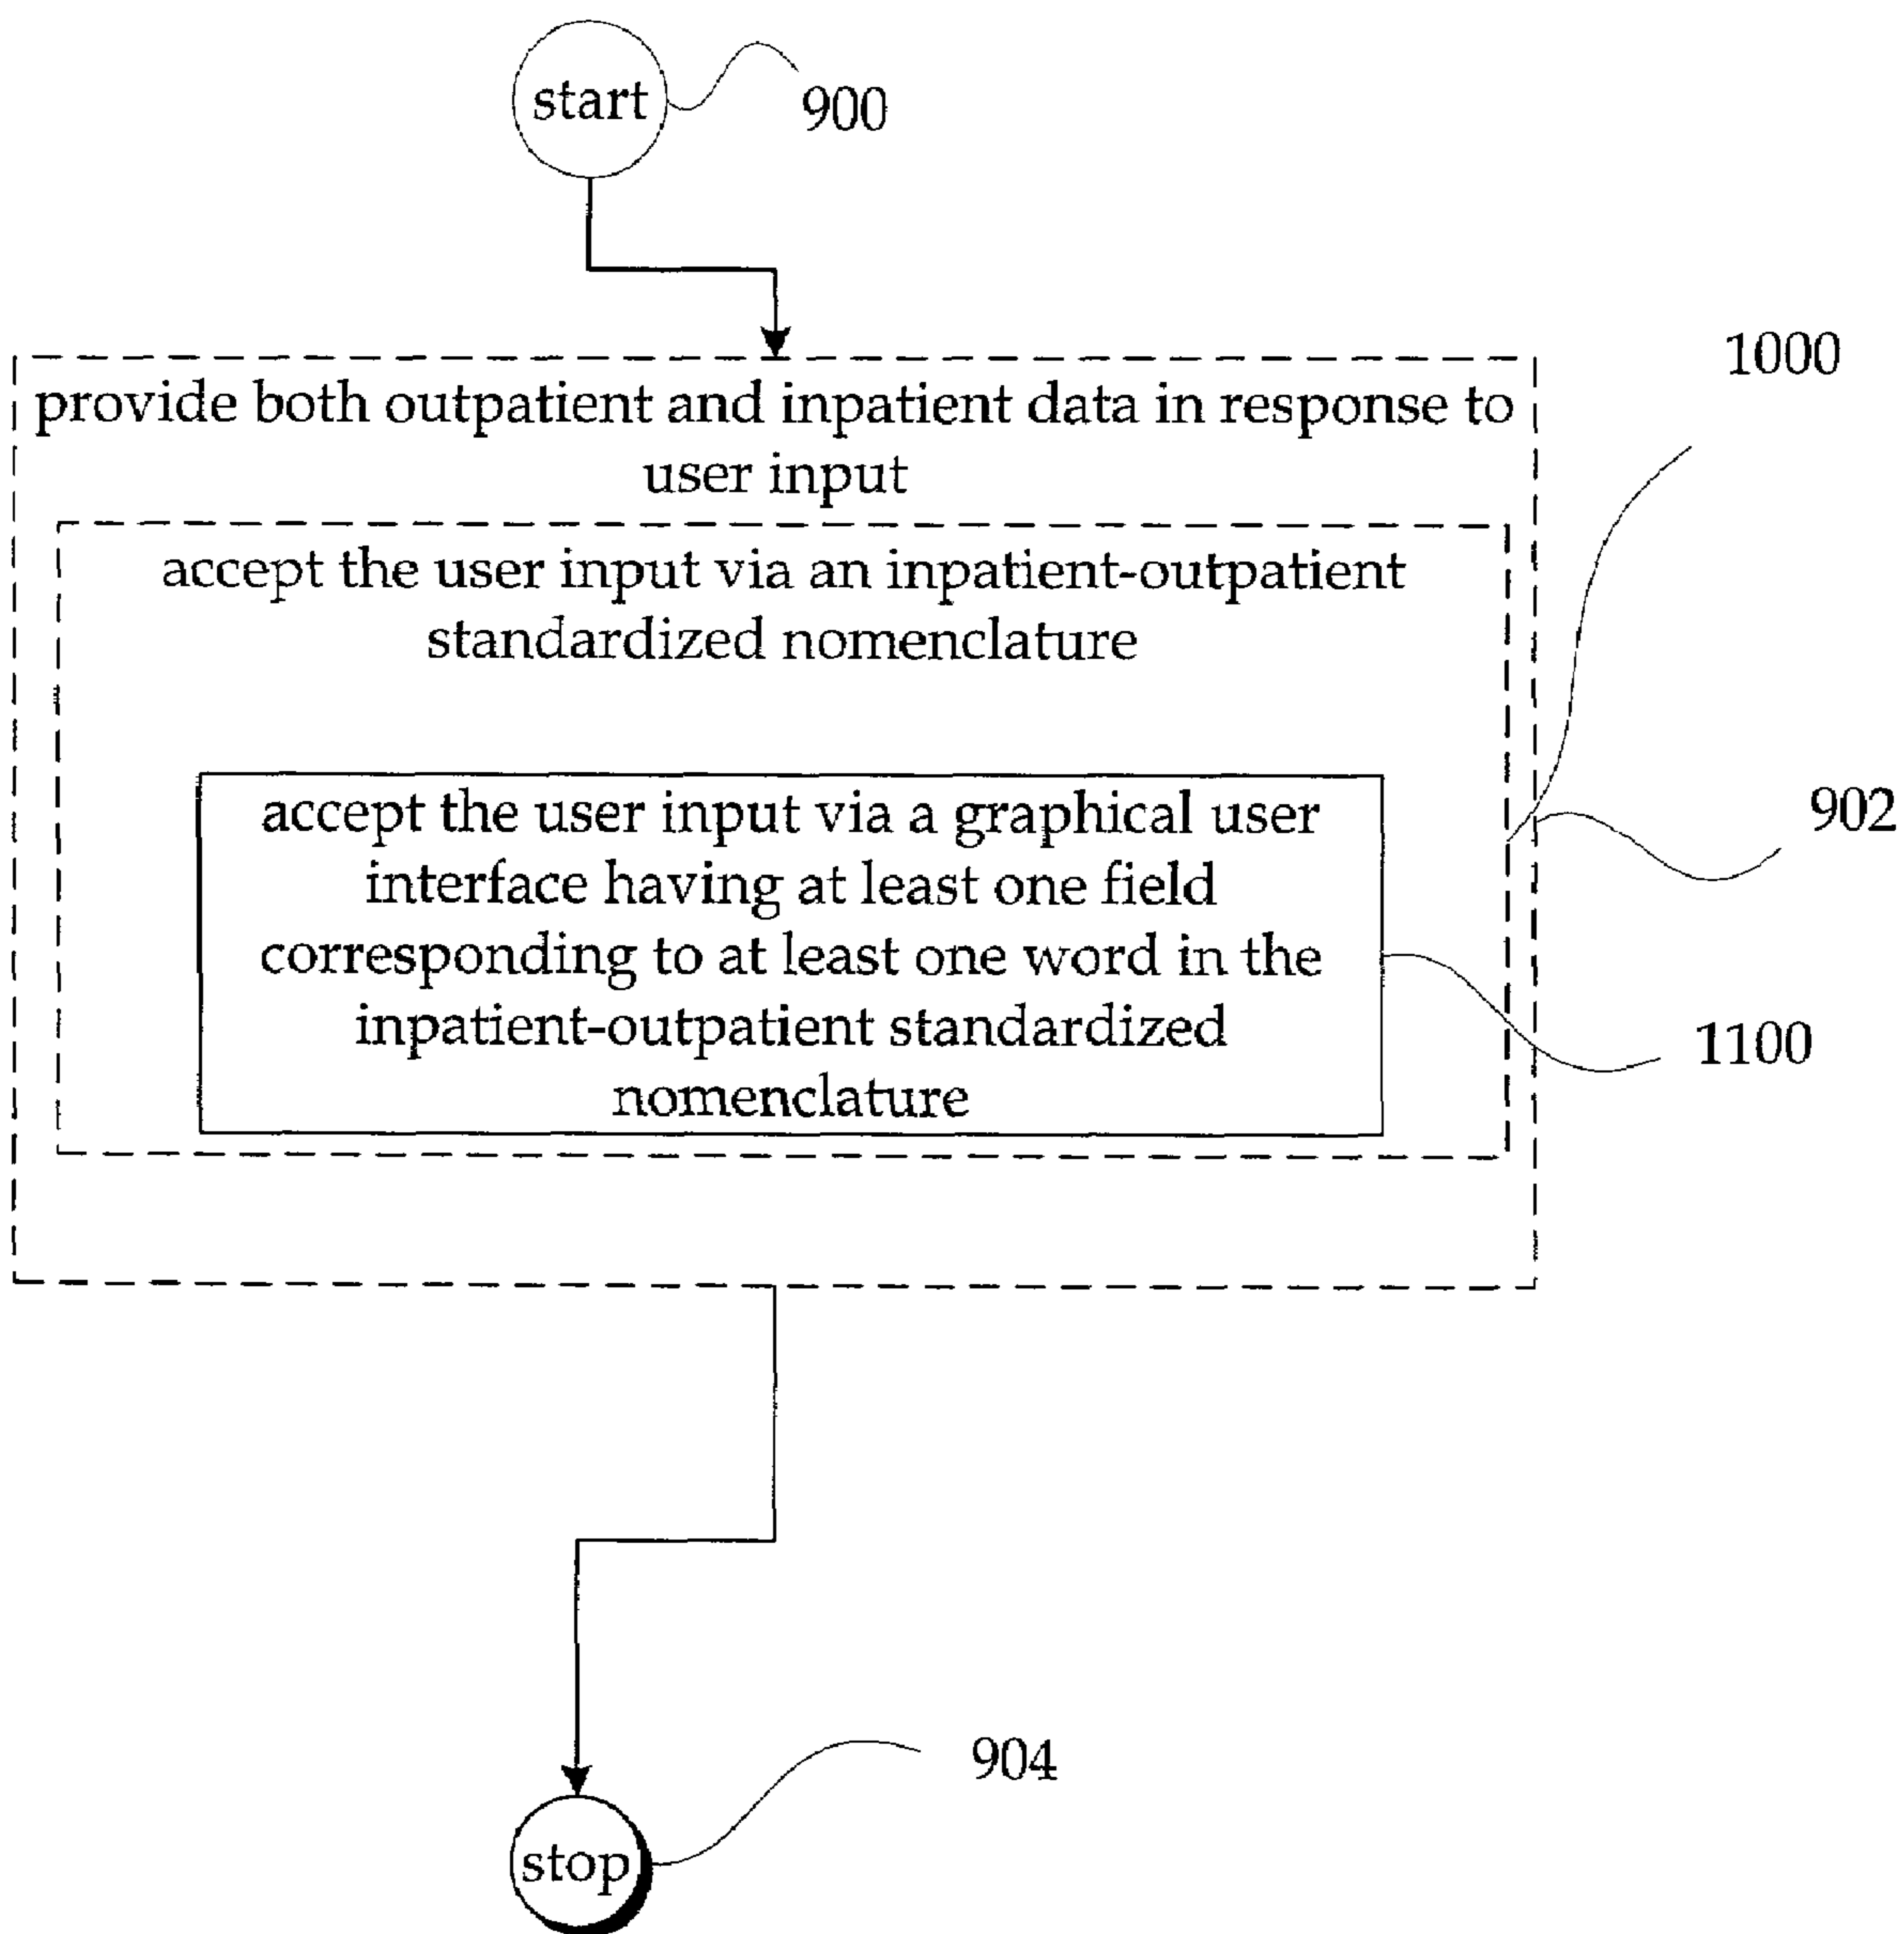 start
900
1000
provide both outpatient and inpatient data in response to
user input
accept the user input via an inpatient-outpatient
standardized nomenclature
902
accept the user input via a graphical user
interface having at least one field
corresponding to at least one word in the
inpatient-outpatient standardized
nomenclature
1100
904
stop